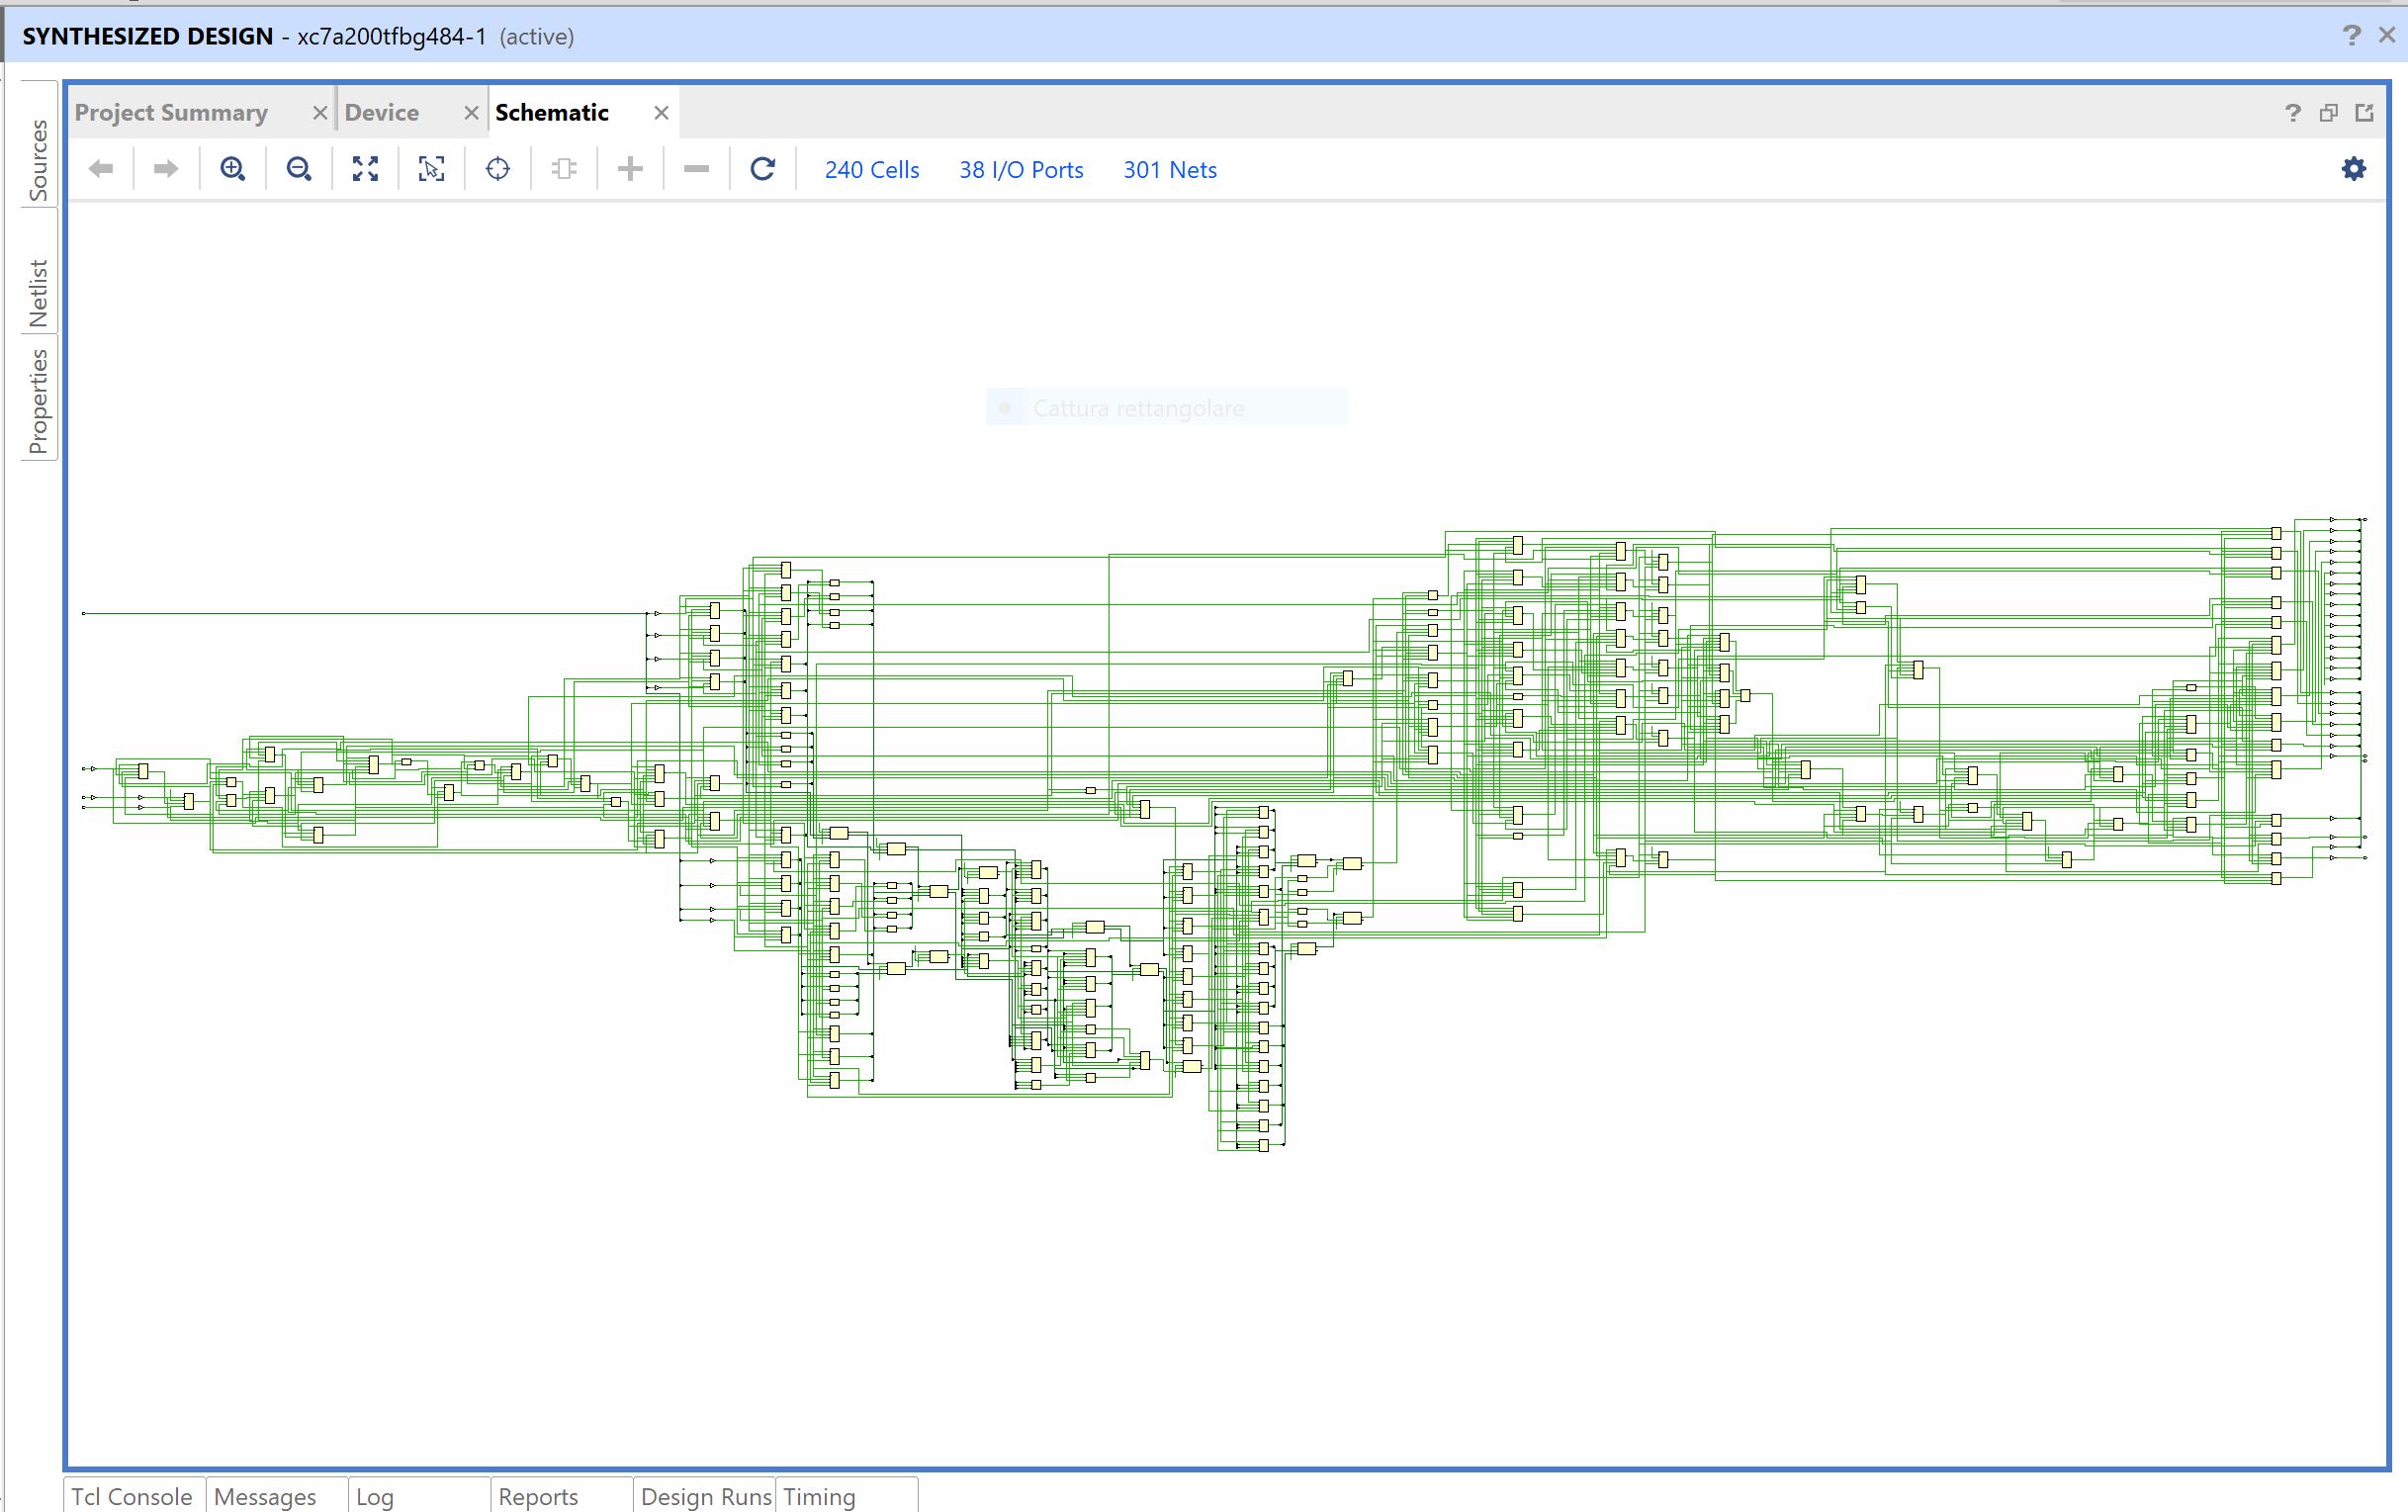 SYNTHESIZED DESIGN - xc7a200tfbg484-1 (active)
Sources
Netlist
Properties
Project Summary
Device
Schematic
240 Cells
38 I/O Ports
301 Nets
Cattura rettangolare
Tcl Console
Messages
Log
Reports
Design Runs
Timing